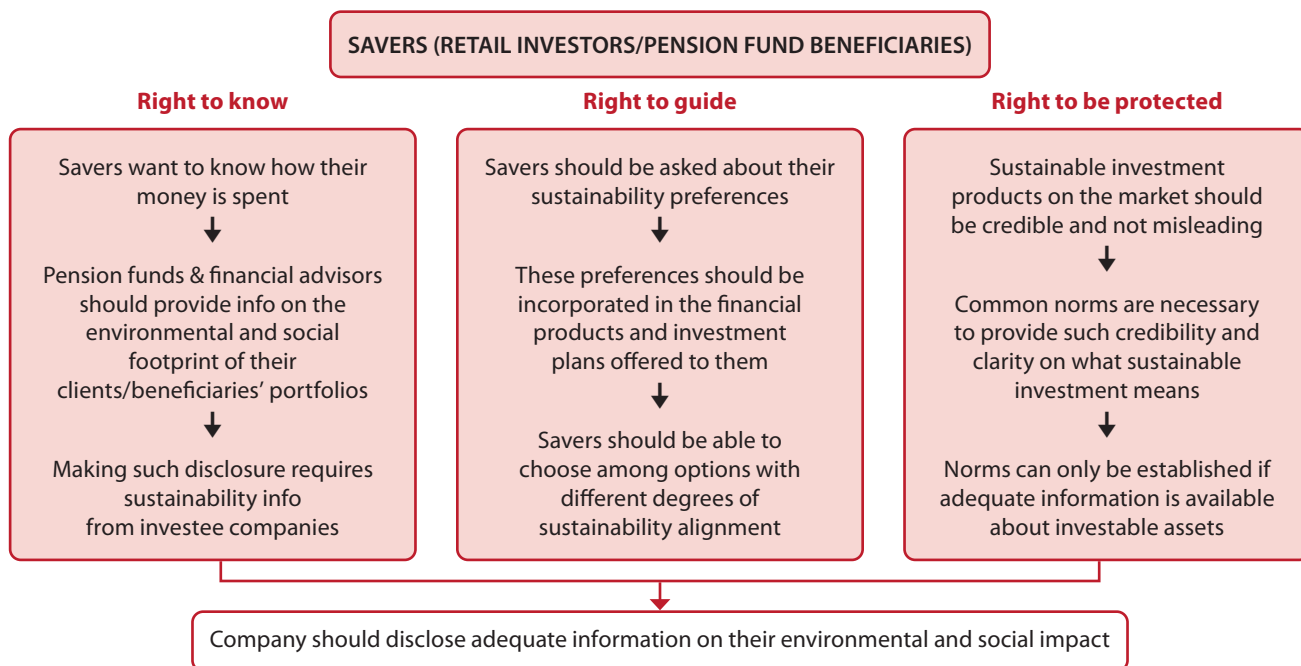 SAVERS (RETAIL INVESTORS/PENSION FUND BENEFICIARIES)
Right to know
Savers want to know how their
money is spent
Pension funds & financial advisors
should provide info on the
environmental and social
footprint of their
clients/beneficiaries’ portfolios
Making such disclosure requires
sustainability info
from investee companies
Right to guide
Savers should be asked about their
sustainability preferences
These preferences should be
incorporated in the financial
products and investment
plans offered to them
Savers should be able to
choose among options with
different degrees of
sustainability alignment
Right to be protected
Sustainable investment
products on the market should
be credible and not misleading
Common norms are necessary
to provide such credibility and
clarity on what sustainable
investment means
Norms can only be established if
adequate information is available
about investable assets
Company should disclose adequate information on their environmental and social impact